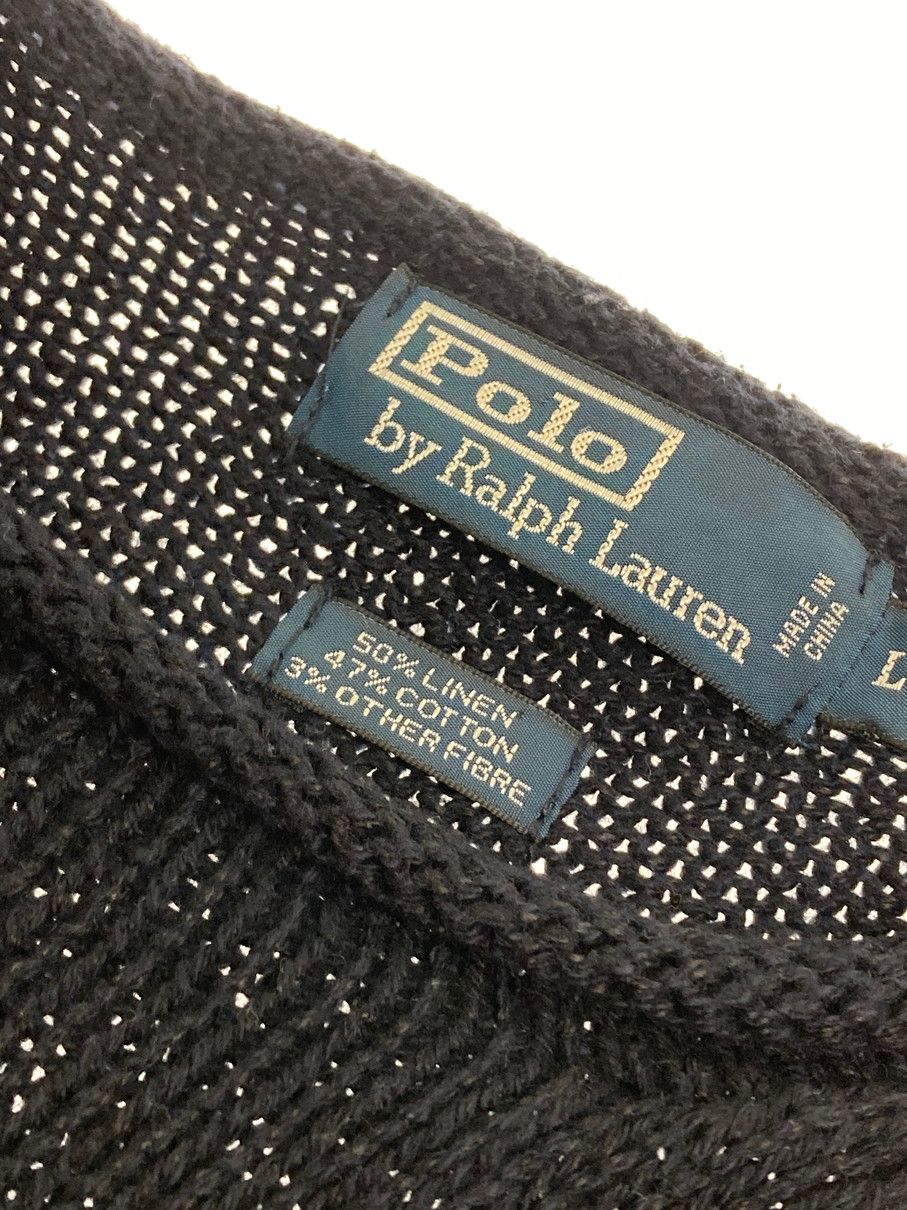 Polo
by Ralph Lauren
MADE IN
CHINA
L
50% LINEN
47% COTTON
3% OTHER FIBRE